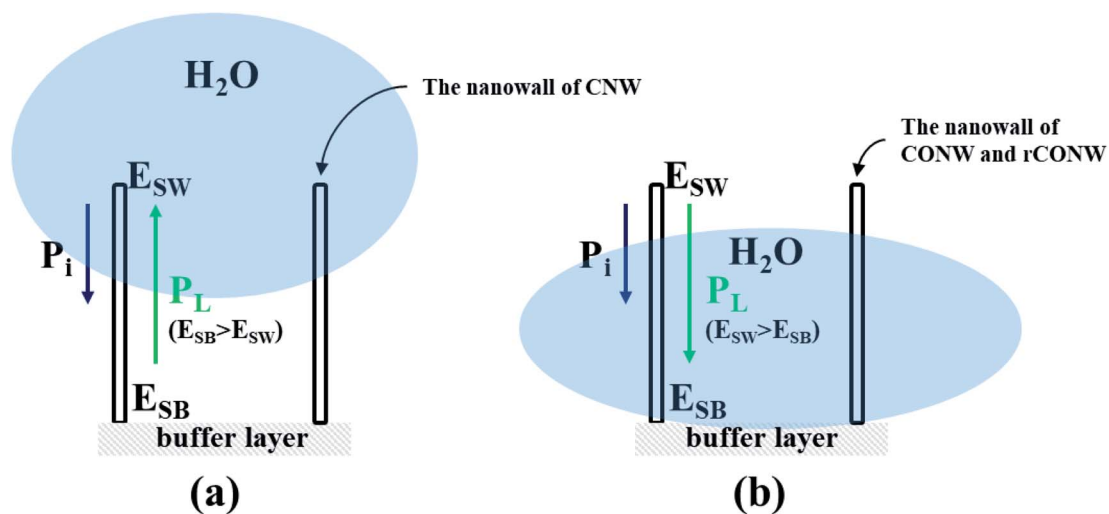 H₂O
The nanowall of CNW
E_SW
P_i
P_L
(E_SB>E_SW)
E_SB
buffer layer
(a)
The nanowall of
CONW and rCONW
E_SW
H₂O
P_i
P_L
(E_SW>E_SB)
E_SB
buffer layer
(b)